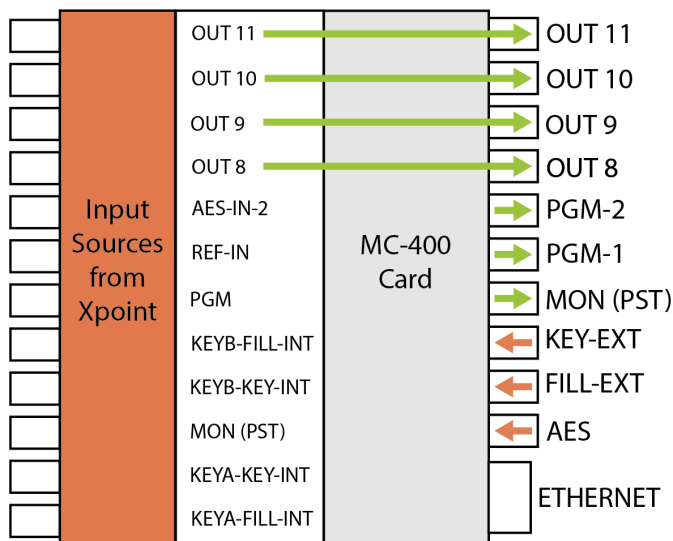 Input
Sources
from
Xpoint
OUT 11
OUT 10
OUT 9
OUT 8
AES-IN-2
REF-IN
PGM
KEYB-FILL-INT
KEYB-KEY-INT
MON (PST)
KEYA-KEY-INT
KEYA-FILL-INT
MC-400
Card
OUT 11
OUT 10
OUT 9
OUT 8
PGM-2
PGM-1
MON (PST)
KEY-EXT
FILL-EXT
AES
ETHERNET